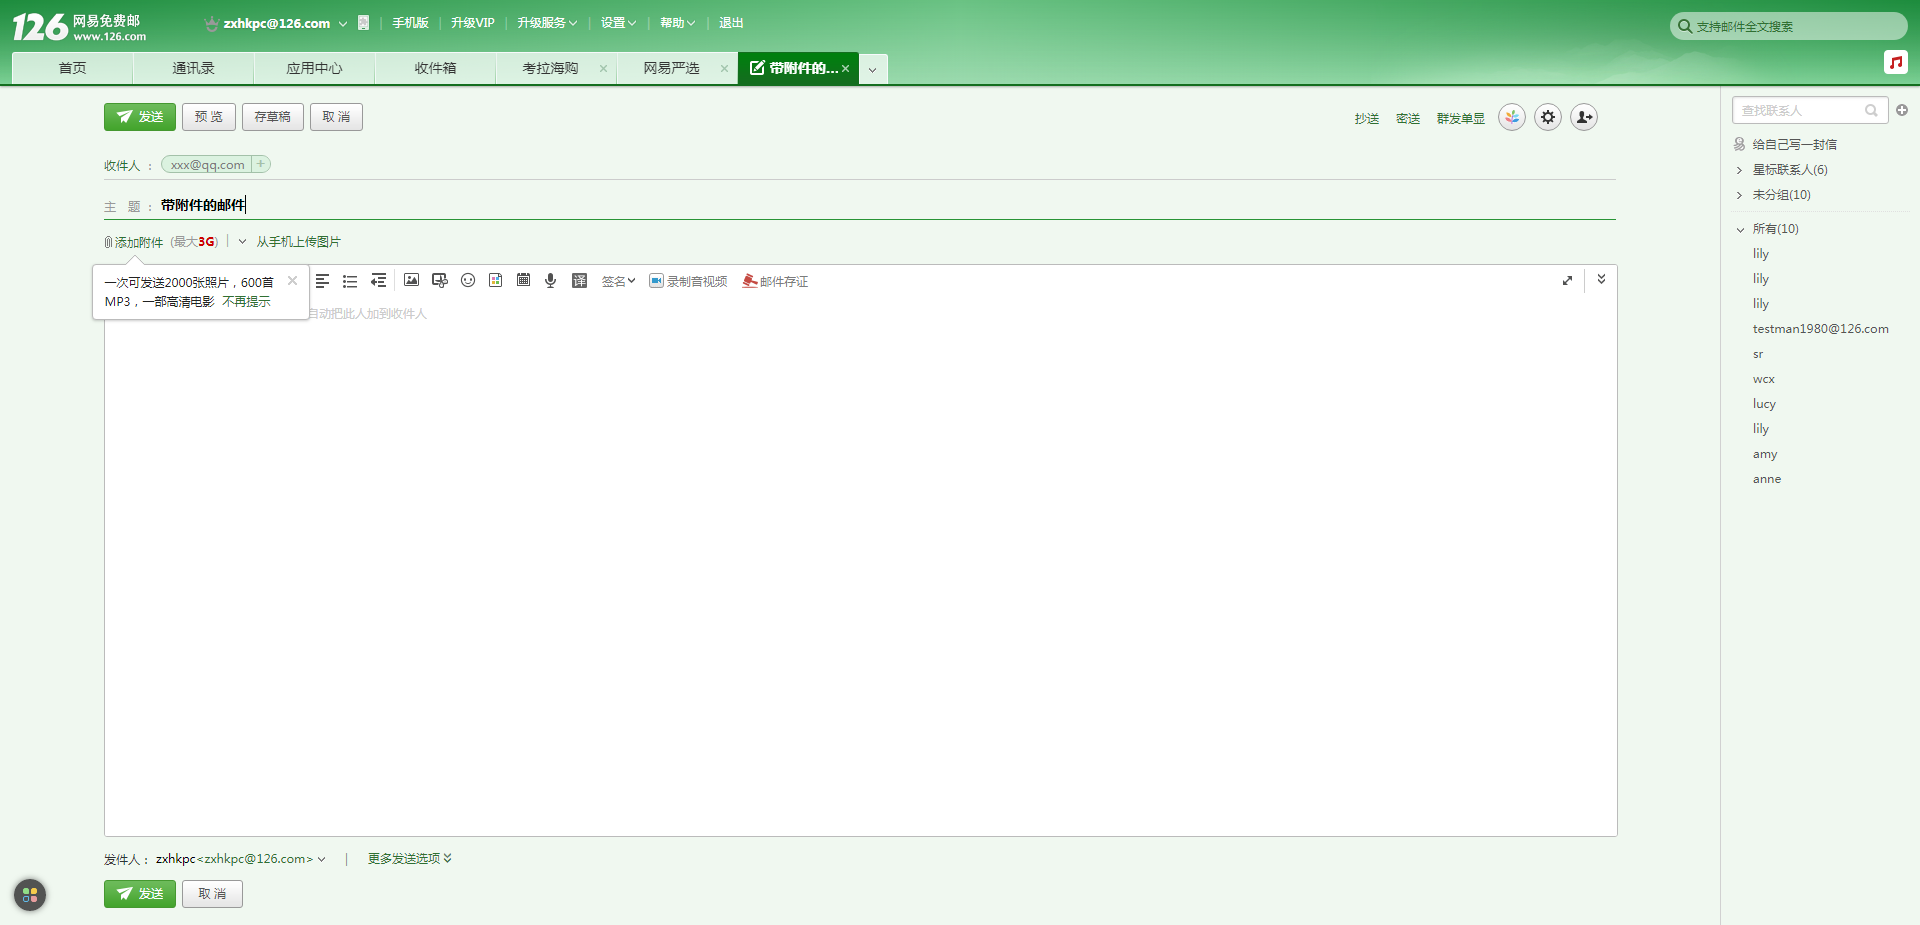 126 网易免费邮
www.126.com
zxhkpc@126.com
手机版 | 升级VIP | 升级服务 | 设置 | 帮助 | 退出
支持邮件全文搜索
首页 通讯录 应用中心 收件箱 考拉海购 × 网易严选 × 带附件的... ×
发送 预 览 存草稿 取 消
抄送 密送 群发单显
收件人 : xxx@qq.com +
主 题 : 带附件的邮件
添加附件 (最大3G) | 从手机上传图片
一次可发送2000张照片，600首 ×
MP3，一部高清电影 不再提示
译 签名 录制音视频 邮件存证
自动把此人加到收件人
发件人： zxhkpc<zxhkpc@126.com> | 更多发送选项
发送 取 消
查找联系人
给自己写一封信
星标联系人(6)
未分组(10)
所有(10)
lily
lily
lily
testman1980@126.com
sr
wcx
lucy
lily
amy
anne